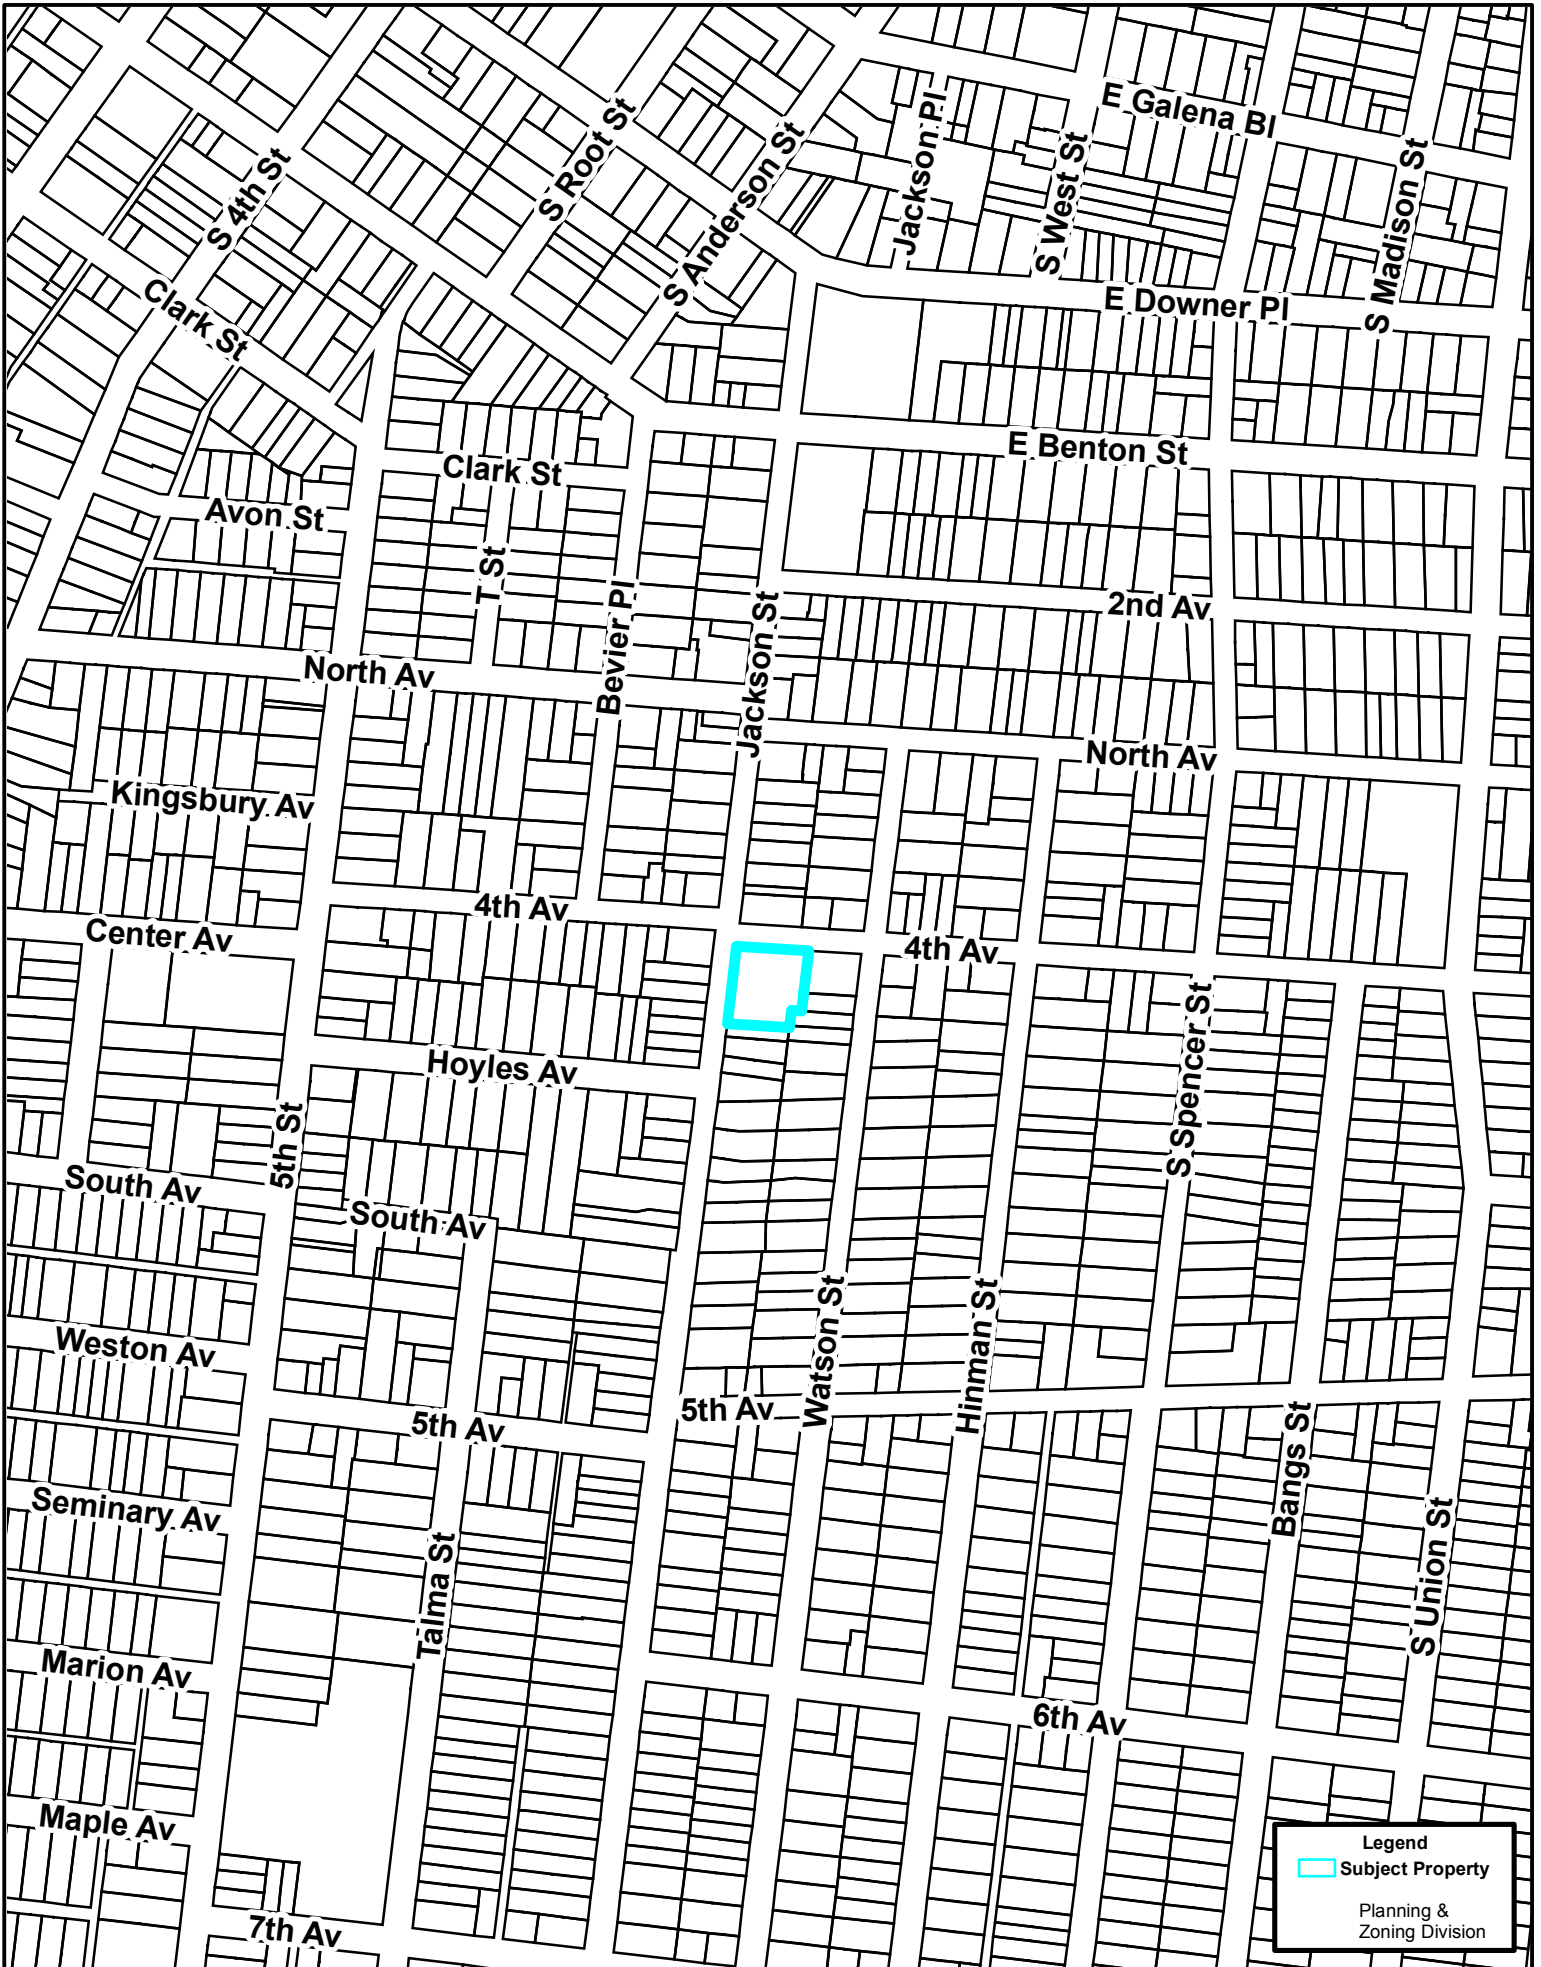 E Galena Bl
Jackson Pl
S Root St
S Anderson St
S West St
S Madison St
S 4th St
Clark St
E Downer Pl
E Benton St
Clark St
Avon St
T St
2nd Av
Bevier Pl
Jackson St
North Av
North Av
Kingsbury Av
4th Av
Center Av
4th Av
S Spencer St
Hoyles Av
5th St
South Av
South Av
Watson St
Hinman St
Weston Av
5th Av
5th Av
Bangs St
Seminary Av
S Union St
Talma St
Marion Av
6th Av
Maple Av
7th Av
Legend
Subject Property
Planning &
Zoning Division